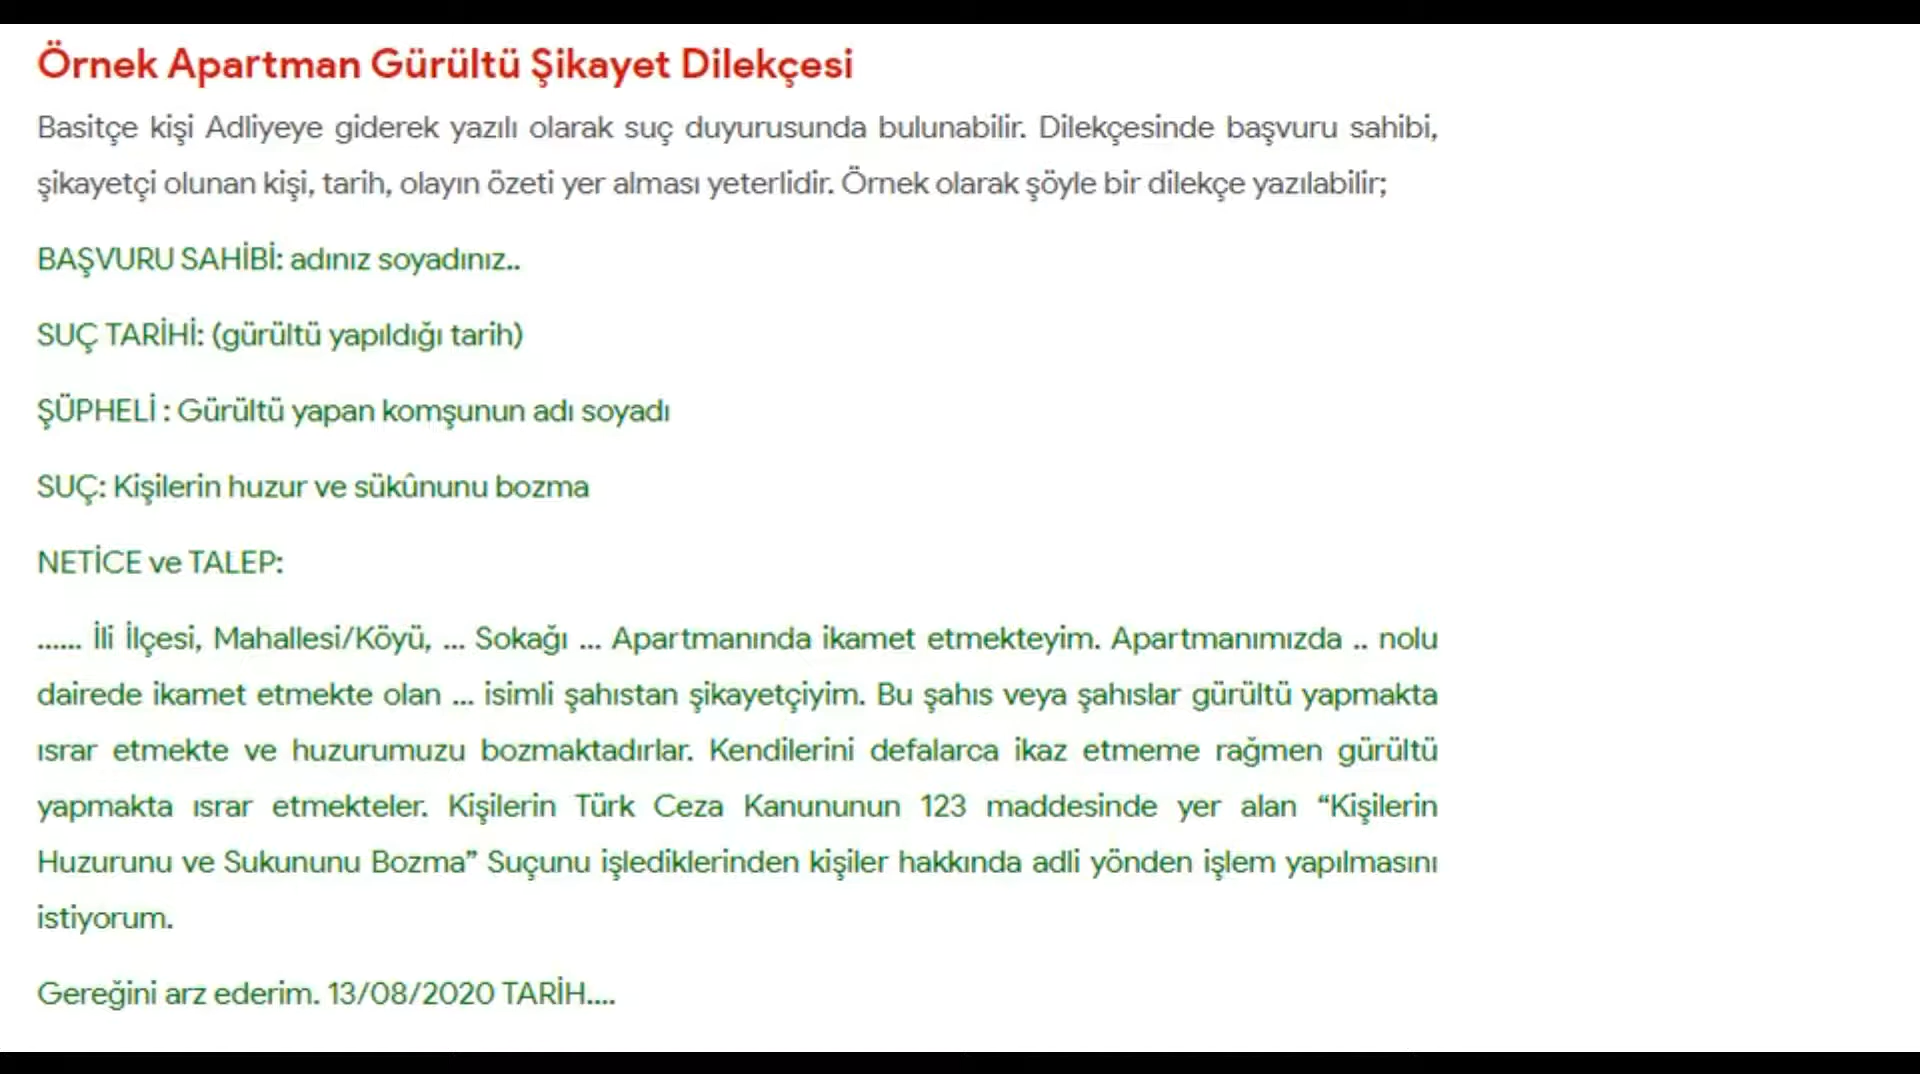 Örnek Apartman Gürültü Şikayet Dilekçesi
Basitçe kişi Adliyeye giderek yazılı olarak suç duyurusunda bulunabilir. Dilekçesinde başvuru sahibi,
şikayetçi olunan kişi, tarih, olayın özeti yer alması yeterlidir. Örnek olarak şöyle bir dilekçe yazılabilir;
BAŞVURU SAHİBİ: adınız soyadınız..
SUÇ TARİHİ: (gürültü yapıldığı tarih)
ŞÜPHELİ : Gürültü yapan komşunun adı soyadı
SUÇ: Kişilerin huzur ve sükûnunu bozma
NETİCE ve TALEP:
...... İli İlçesi, Mahallesi/Köyü, ... Sokağı ... Apartmanında ikamet etmekteyim. Apartmanımızda .. nolu
dairede ikamet etmekte olan ... isimli şahıstan şikayetçiyim. Bu şahıs veya şahıslar gürültü yapmakta
ısrar etmekte ve huzurumuzu bozmaktadırlar. Kendilerini defalarca ikaz etmeme rağmen gürültü
yapmakta ısrar etmekteler. Kişilerin Türk Ceza Kanununun 123 maddesinde yer alan “Kişilerin
Huzurunu ve Sukununu Bozma” Suçunu işlediklerinden kişiler hakkında adli yönden işlem yapılmasını
istiyorum.
Gereğini arz ederim. 13/08/2020 TARİH....